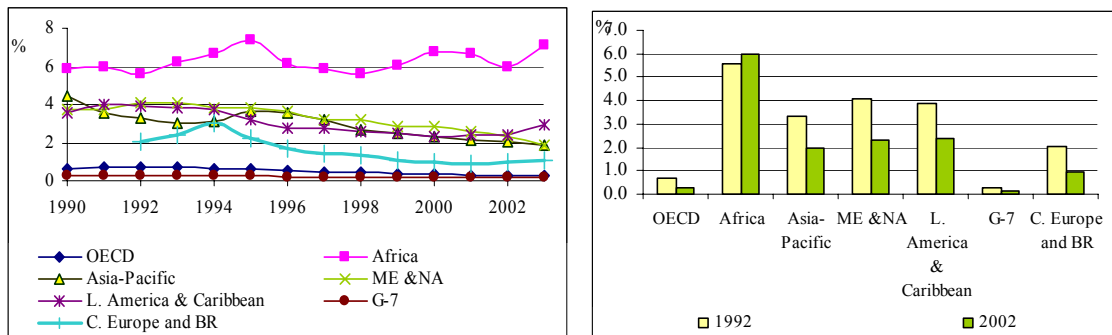 %
8
6
4
2
0
1990 1992 1994 1996 1998 2000 2002
OECD Africa
Asia-Pacific ME &NA
L. America & Caribbean G-7
C. Europe and BR
%
7.0
6.0
5.0
4.0
3.0
2.0
1.0
0.0
OECD Africa Asia- ME &NA L. G-7 C. Europe
Pacific America and BR
&
Caribbean
1992 2002